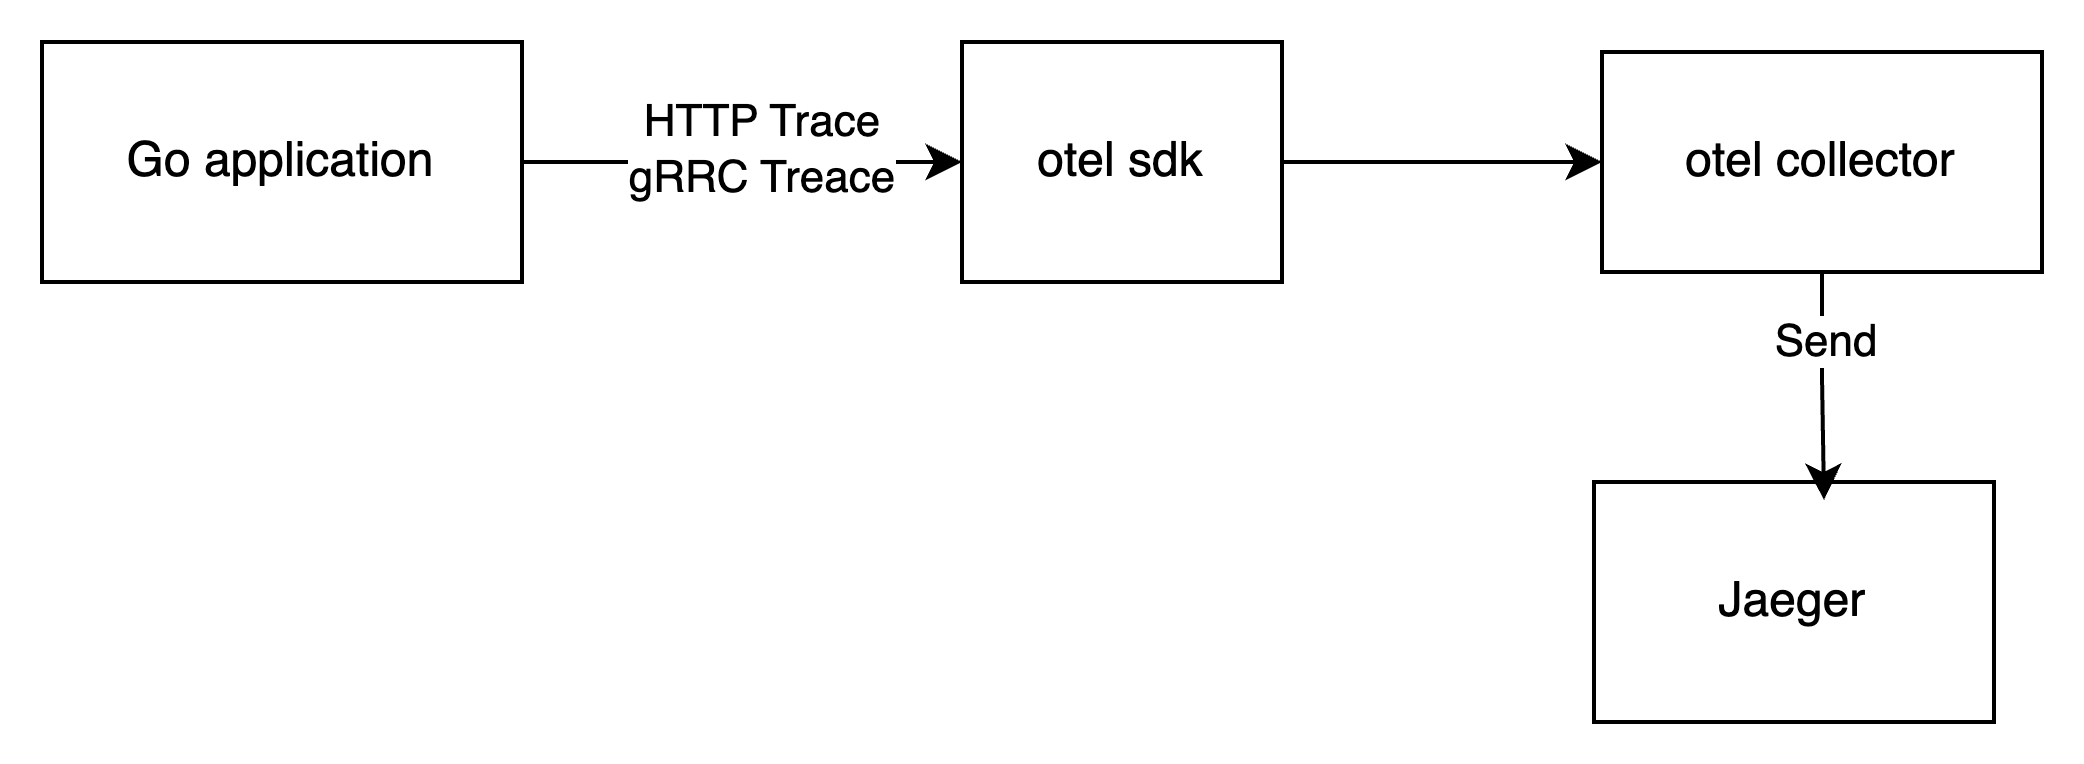 Go application
HTTP Trace
gRRC Treace
otel sdk
otel collector
Send
Jaeger